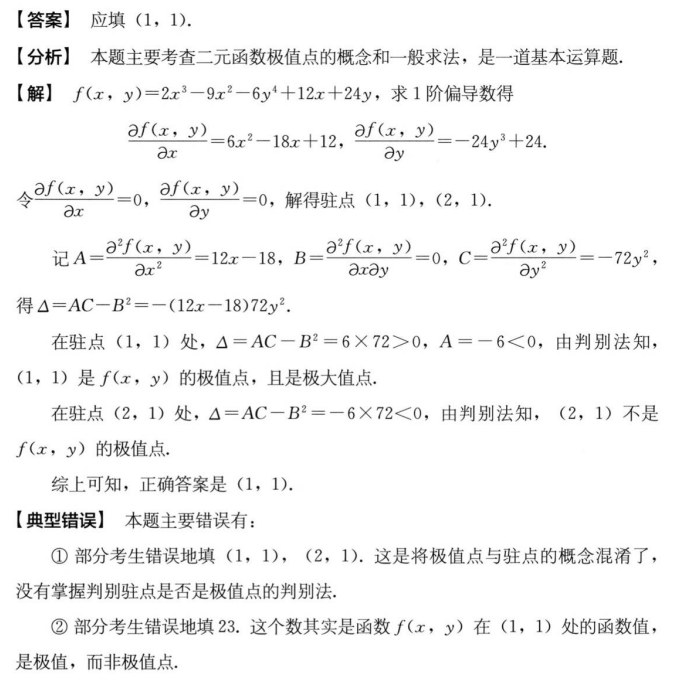 【答案】 应填（1，1）.
【分析】 本题主要考查二元函数极值点的概念和一般求法，是一道基本运算题.
【解】 f(x，y)=2x³－9x²－6y⁴＋12x＋24y，求 1 阶偏导数得
∂f(x，y)/∂x=6x²－18x＋12，∂f(x，y)/∂y=－24y³＋24.
令∂f(x，y)/∂x=0，∂f(x，y)/∂y=0，解得驻点（1，1），（2，1）.
记 A=∂²f(x，y)/∂x²=12x－18，B=∂²f(x，y)/∂x∂y=0，C=∂²f(x，y)/∂y²=－72y²，
得 Δ=AC－B²=－(12x－18)72y².
在驻点（1，1）处，Δ=AC－B²=6×72>0，A=－6<0，由判别法知，
（1，1）是 f(x，y) 的极值点，且是极大值点.
在驻点（2，1）处，Δ=AC－B²=－6×72<0，由判别法知，（2，1）不是
f(x，y) 的极值点.
综上可知，正确答案是（1，1）.
【典型错误】 本题主要错误有：
① 部分考生错误地填（1，1），（2，1）. 这是将极值点与驻点的概念混淆了，
没有掌握判别驻点是否是极值点的判别法.
② 部分考生错误地填 23. 这个数其实是函数 f(x，y) 在（1，1）处的函数值，
是极值，而非极值点.